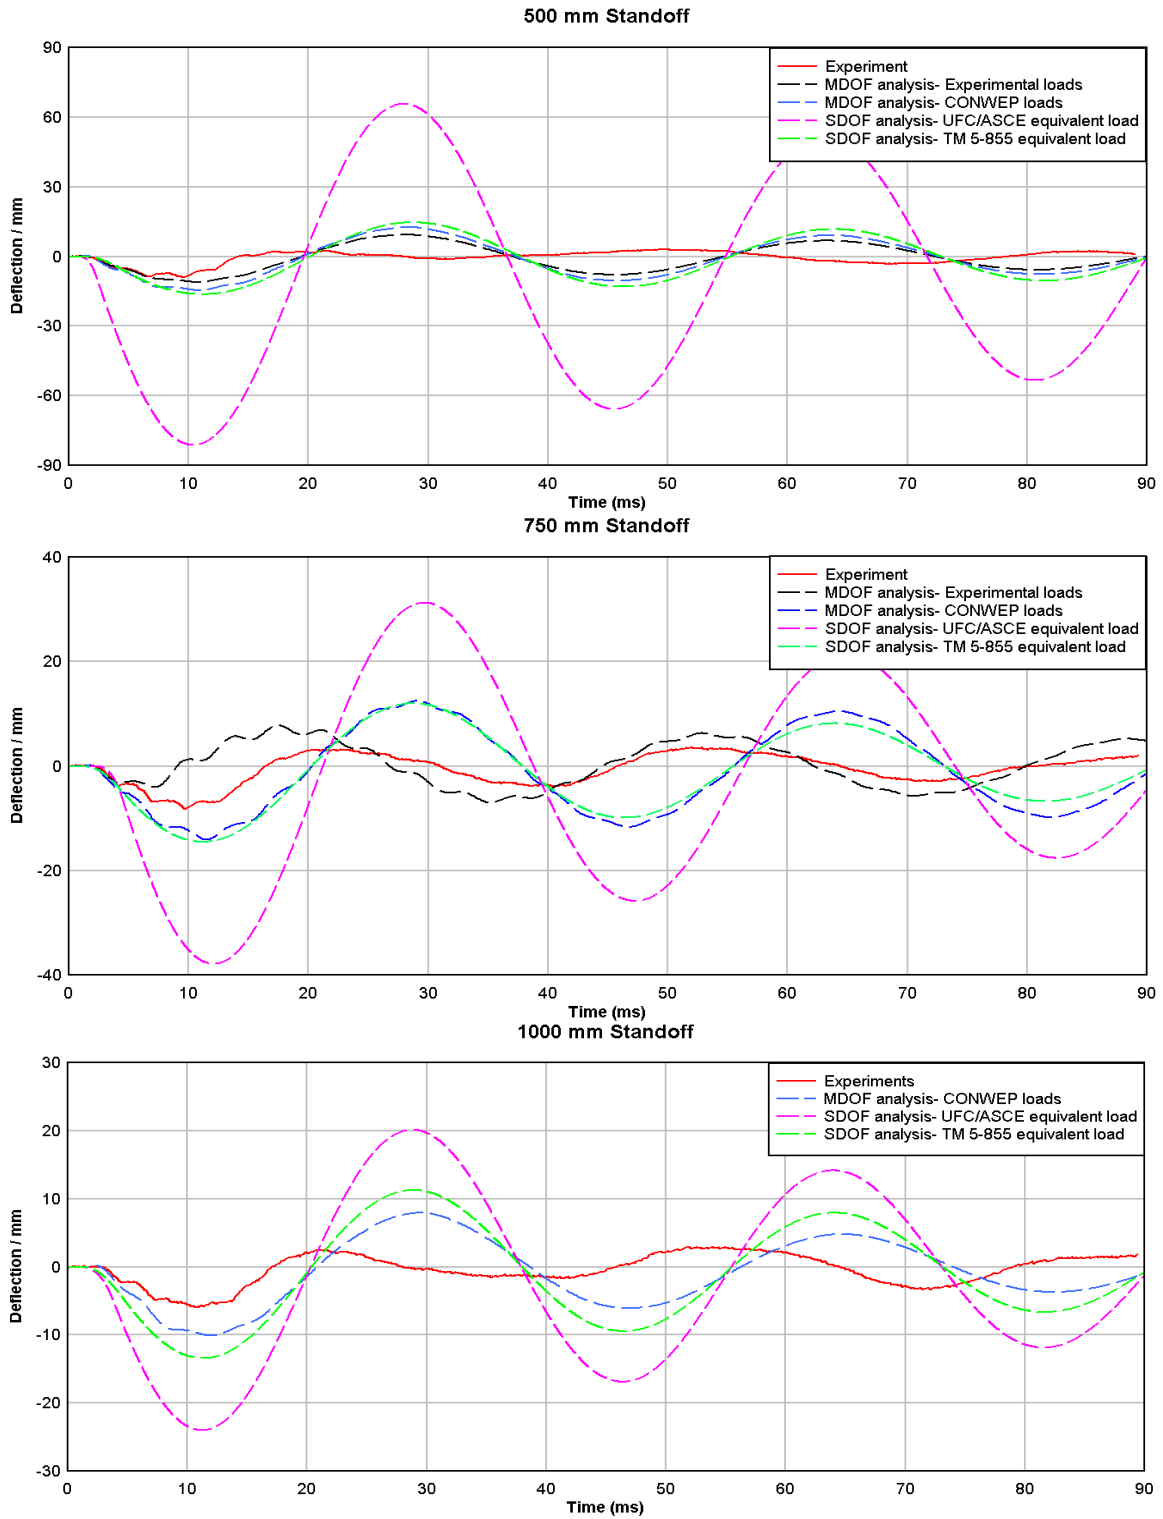 500 mm Standoff
90
60
30
0
-30
-60
-90
Deflection / mm
Experiment
MDOF analysis- Experimental loads
MDOF analysis- CONWEP loads
SDOF analysis- UFC/ASCE equivalent load
SDOF analysis- TM 5-855 equivalent load
0 10 20 30 40 50 60 70 80 90
Time (ms)
750 mm Standoff
40
20
0
-20
-40
Deflection / mm
Experiment
MDOF analysis- Experimental loads
MDOF analysis- CONWEP loads
SDOF analysis- UFC/ASCE equivalent load
SDOF analysis- TM 5-855 equivalent load
0 10 20 30 40 50 60 70 80 90
Time (ms)
1000 mm Standoff
30
20
10
0
-10
-20
-30
Deflection / mm
Experiments
MDOF analysis- CONWEP loads
SDOF analysis- UFC/ASCE equivalent load
SDOF analysis- TM 5-855 equivalent load
0 10 20 30 40 50 60 70 80 90
Time (ms)